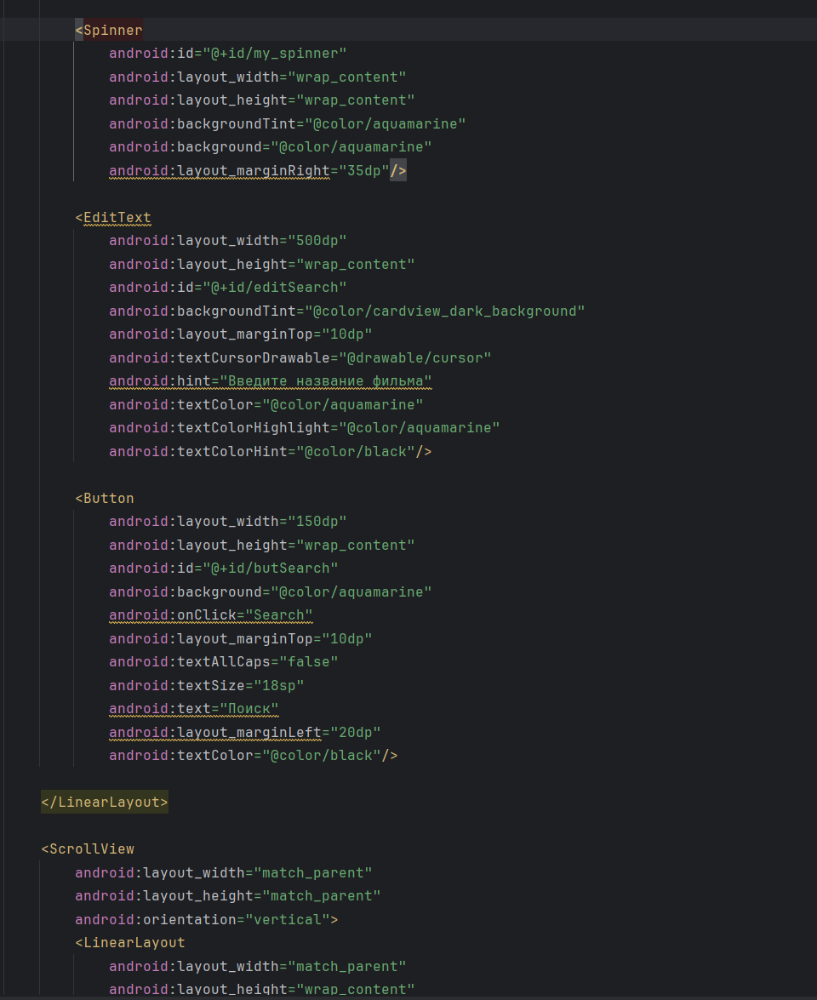 <Spinner
android:id="@+id/my_spinner"
android:layout_width="wrap_content"
android:layout_height="wrap_content"
android:backgroundTint="@color/aquamarine"
android:background="@color/aquamarine"
android:layout_marginRight="35dp"/>
<EditText
android:layout_width="500dp"
android:layout_height="wrap_content"
android:id="@+id/editSearch"
android:backgroundTint="@color/cardview_dark_background"
android:layout_marginTop="10dp"
android:textCursorDrawable="@drawable/cursor"
android:hint="Введите название фильма"
android:textColor="@color/aquamarine"
android:textColorHighlight="@color/aquamarine"
android:textColorHint="@color/black"/>
<Button
android:layout_width="150dp"
android:layout_height="wrap_content"
android:id="@+id/butSearch"
android:background="@color/aquamarine"
android:onClick="Search"
android:layout_marginTop="10dp"
android:textAllCaps="false"
android:textSize="18sp"
android:text="Поиск"
android:layout_marginLeft="20dp"
android:textColor="@color/black"/>
</LinearLayout>
<ScrollView
android:layout_width="match_parent"
android:layout_height="match_parent"
android:orientation="vertical">
<LinearLayout
android:layout_width="match_parent"
android:layout_height="wrap_content"